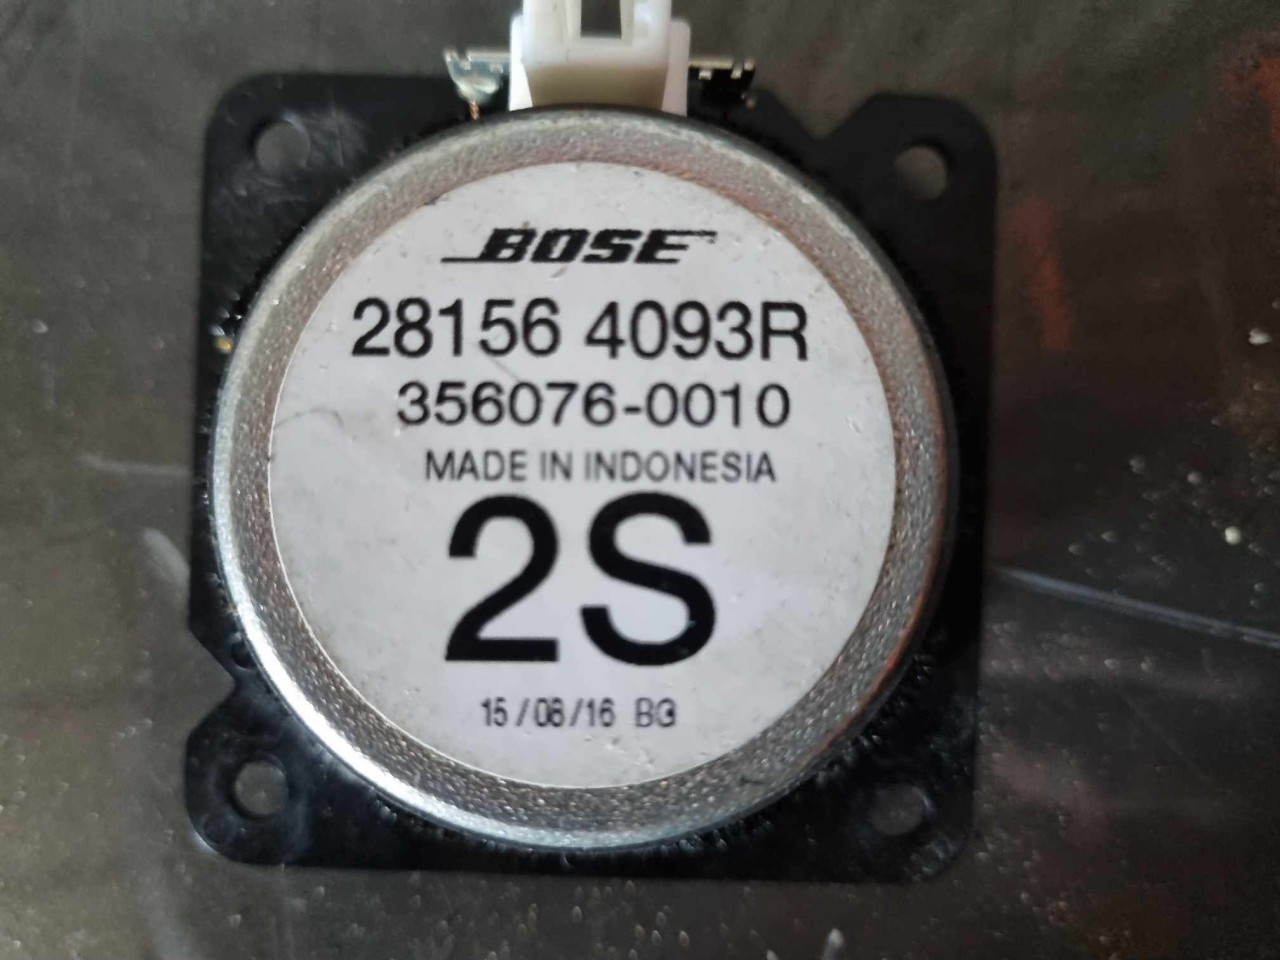 BOSE
28156 4093R
356076-0010
MADE IN INDONESIA
2S
15/08/16 BG